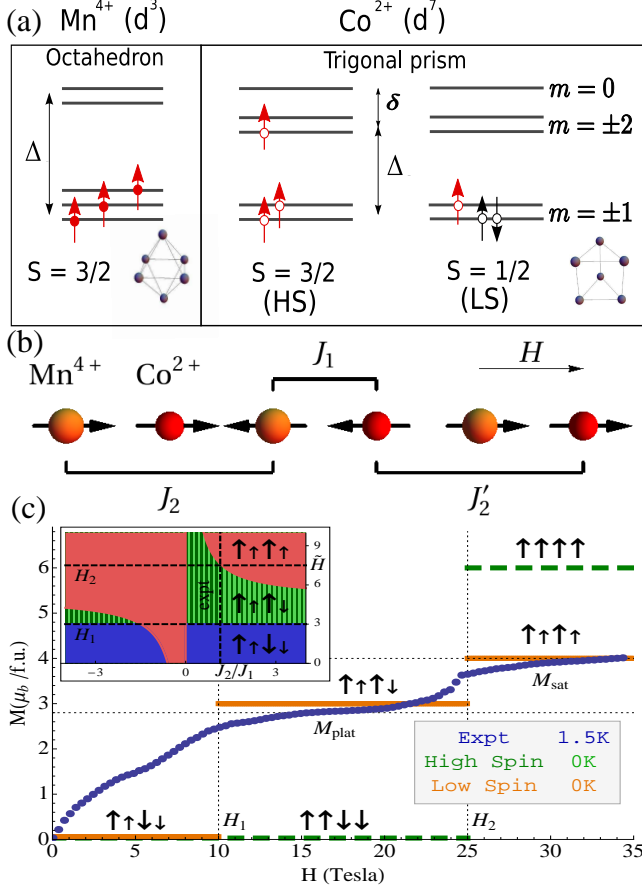 (a) Mn⁴⁺ (d³) Co²⁺ (d⁷)
Octahedron Trigonal prism
m = 0
δ
m = ±2
Δ Δ
m = ±1
S = 3/2 S = 3/2 S = 1/2
(HS) (LS)
(b)
J₁ H
Mn⁴⁺ Co²⁺
J₂ J₂′
(c)
M(μb /f.u.)
6
5
4
3
2
1
0
9
H̃
6
3
0
H₂
H₁
expt
-3 0 3
J₂/J₁
↑↑↑↑
↑↑↑↓
↑↑↓↓
↑↑↑↑
↑↑↑↑
↑↑↑↓
Msat
Mplat
Expt 1.5K
High Spin 0K
Low Spin 0K
↑↑↓↓ H₁ ↑↑↓↓ H₂
0 5 10 15 20 25 30 35
H (Tesla)